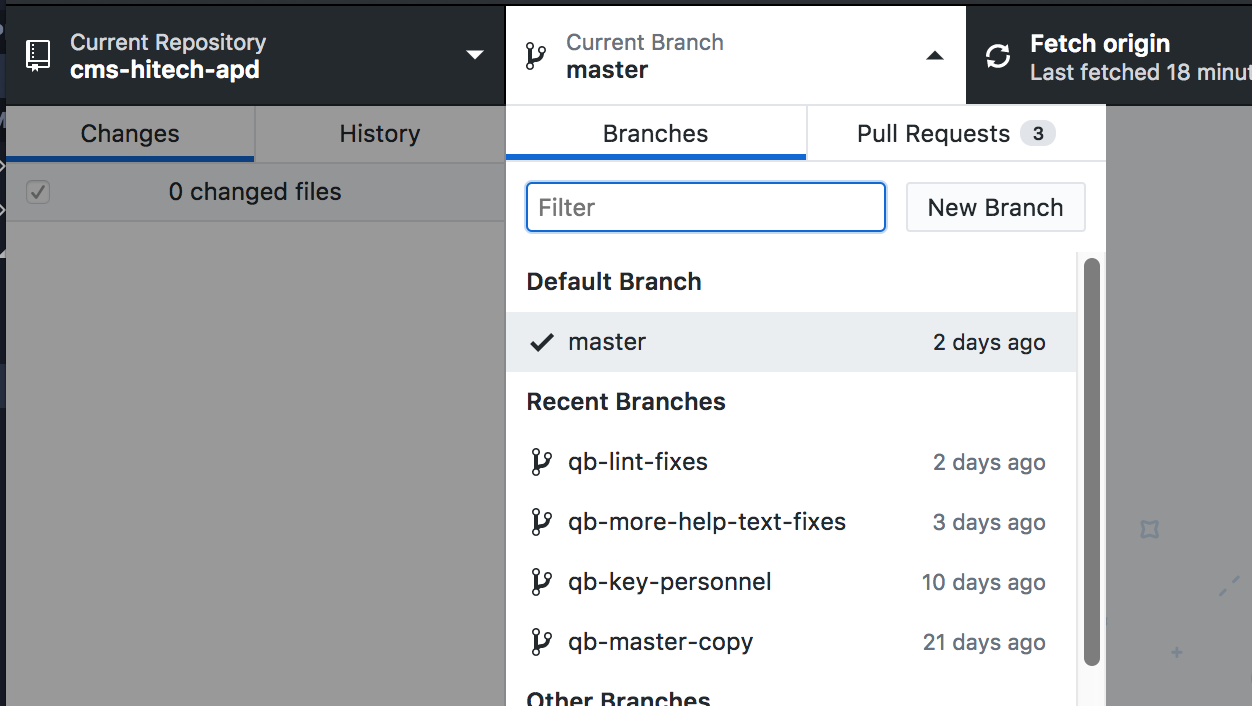 Current Repository
cms-hitech-apd
Current Branch
master
Fetch origin
Last fetched 18
Changes
History
Branches
Pull Requests 3
0 changed files
Filter
New Branch
Default Branch
master 2 days ago
Recent Branches
qb-lint-fixes 2 days ago
qb-more-help-text-fixes 3 days ago
qb-key-personnel 10 days ago
qb-master-copy 21 days ago
Other Branches